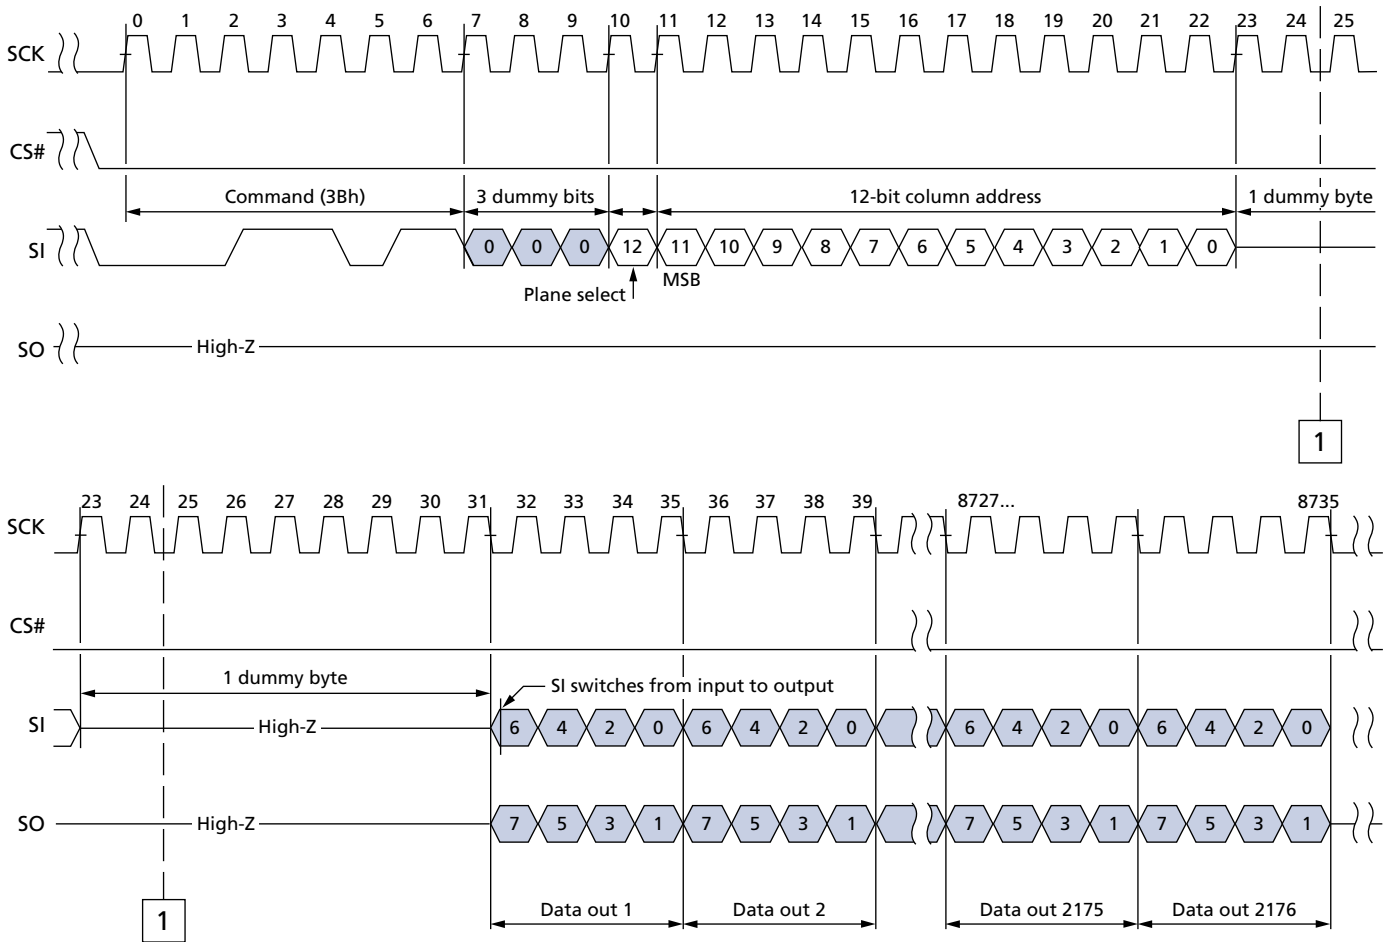 0 1 2 3 4 5 6 7 8 9 10 11 12 13 14 15 16 17 18 19 20 21 22 23 24 25
SCK
CS#
Command (3Bh) 3 dummy bits 12-bit column address 1 dummy byte
SI 0 0 0 12 11 10 9 8 7 6 5 4 3 2 1 0
Plane select MSB
SO High-Z
1
23 24 25 26 27 28 29 30 31 32 33 34 35 36 37 38 39 8727... 8735
SCK
CS#
1 dummy byte
SI switches from input to output
SI High-Z 6 4 2 0 6 4 2 0 6 4 2 0 6 4 2 0
SO High-Z 7 5 3 1 7 5 3 1 7 5 3 1 7 5 3 1
1 Data out 1 Data out 2 Data out 2175 Data out 2176